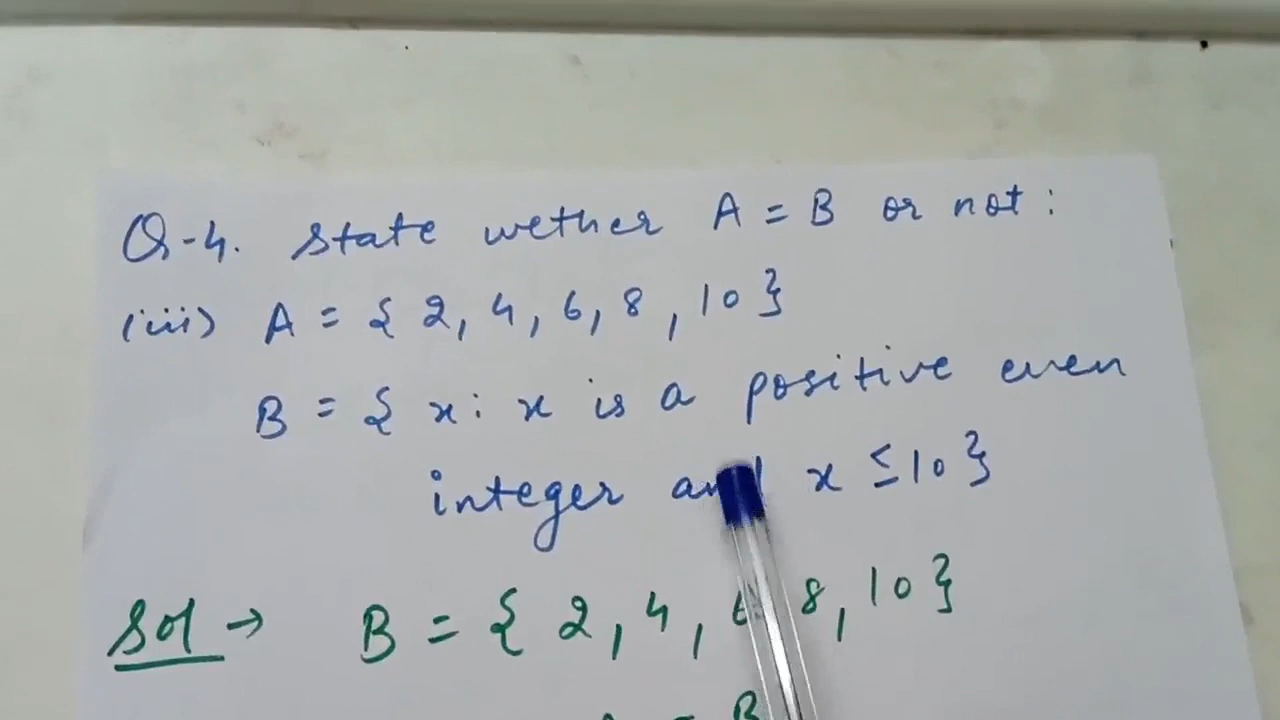 Q-4. State wether A = B or not :
(iii) A = { 2, 4, 6, 8, 10 }
B = { x : x is a positive even
integer and x ≤ 10 }
Sol → B = { 2, 4, 6 8, 10 }
A = B